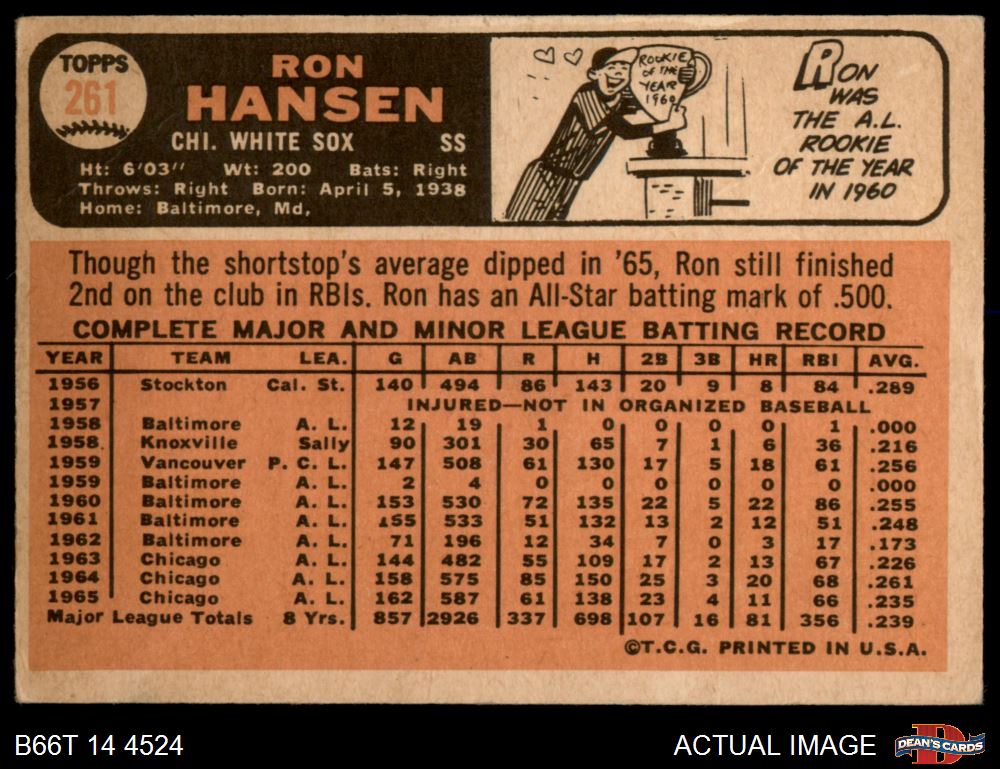 TOPPS
261
RON
HANSEN
CHI. WHITE SOX SS
Ht: 6'03" Wt: 200 Bats: Right
Throws: Right Born: April 5, 1938
Home: Baltimore, Md,
ROOKIE
OF THE
YEAR
1960
RON
WAS
THE A.L.
ROOKIE
OF THE YEAR
IN 1960
Though the shortstop's average dipped in '65, Ron still finished
2nd on the club in RBIs. Ron has an All-Star batting mark of .500.
COMPLETE MAJOR AND MINOR LEAGUE BATTING RECORD
YEAR TEAM LEA. G AB R H 2B 3B HR RBI AVG.
1956 Stockton Cal. St. 140 494 86 143 20 9 8 84 .289
1957 INJURED—NOT IN ORGANIZED BASEBALL
1958 Baltimore A. L. 12 19 1 0 0 0 0 1 .000
1958. Knoxville Sally 90 301 30 65 7 1 6 36 .216
1959 Vancouver P. C. L. 147 508 61 130 17 5 18 61 .256
1959 Baltimore A. L. 2 4 0 0 0 0 0 0 .000
1960 Baltimore A. L. 153 530 72 135 22 5 22 86 .255
1961 Baltimore A. L. 155 533 51 132 13 2 12 51 .248
1962 Baltimore A. L. 71 196 12 34 7 0 3 17 .173
1963 Chicago A. L. 144 482 55 109 17 2 13 67 .226
1964 Chicago A. L. 158 575 85 150 25 3 20 68 .261
1965 Chicago A. L. 162 587 61 138 23 4 11 66 .235
Major League Totals 8 Yrs. 857 2926 337 698 107 16 81 356 .239
©T.C.G. PRINTED IN U.S.A.
B66T 14 4524 ACTUAL IMAGE D DEAN'S CARDS